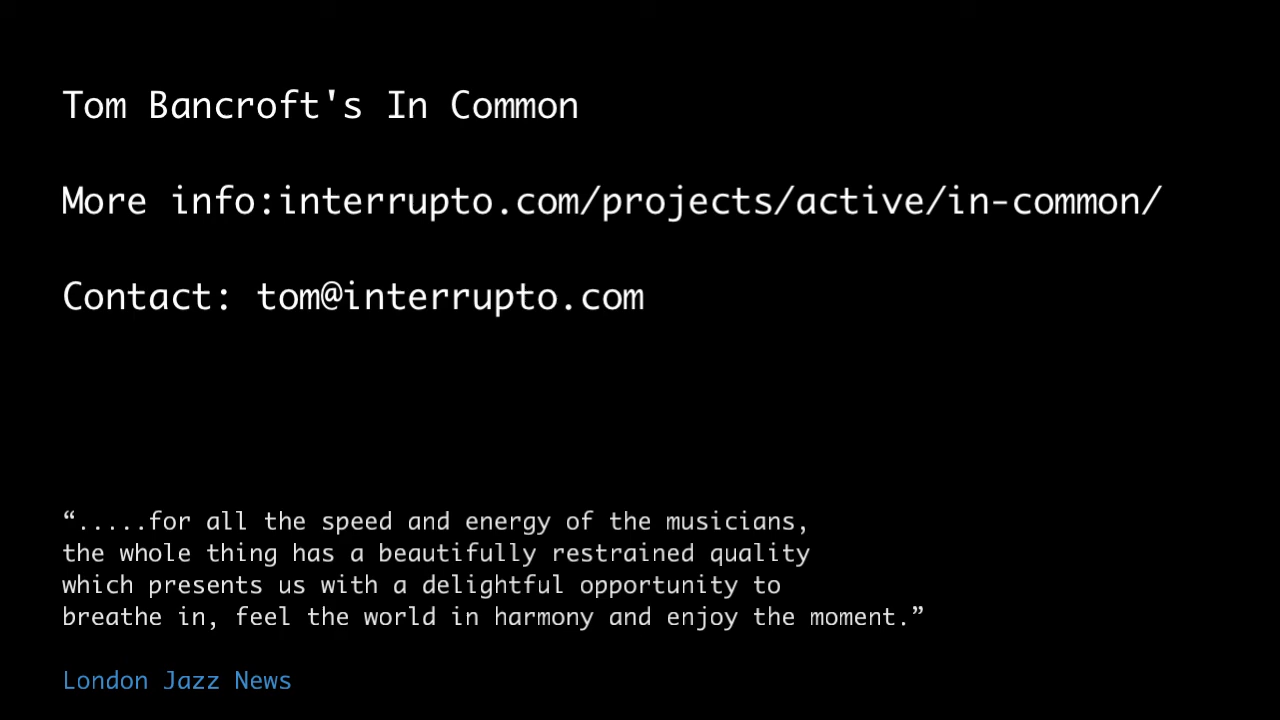 Tom Bancroft's In Common
More info:interrupto.com/projects/active/in-common/
Contact: tom@interrupto.com
“.....for all the speed and energy of the musicians,
the whole thing has a beautifully restrained quality
which presents us with a delightful opportunity to
breathe in, feel the world in harmony and enjoy the moment.”
London Jazz News